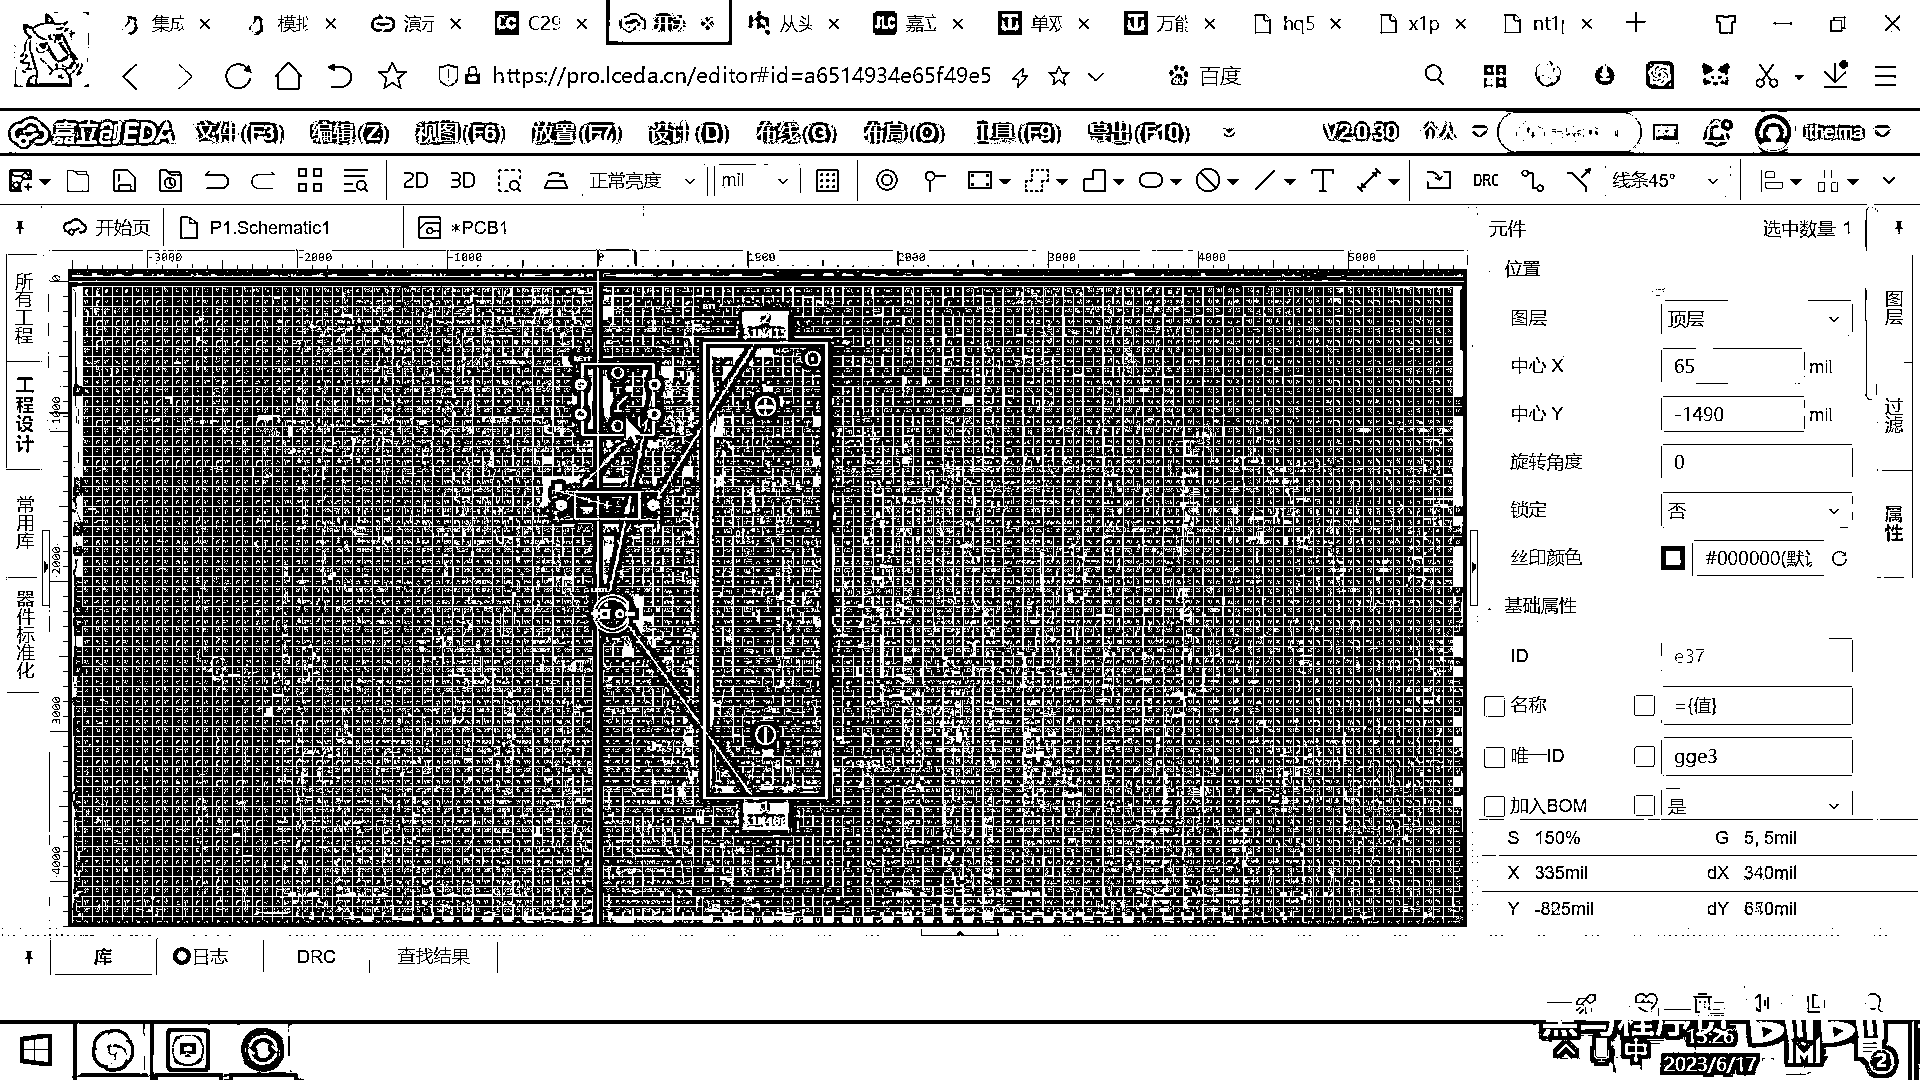 集成 模拟 演示 C29 开源 从头 嘉立 单双 万能 hq5 x1p nt1
https://pro.lceda.cn/editor#id=a6514934e65f49e5 百度
嘉立创EDA 文件(F3) 编辑(Z) 视图(F6) 放置(F7) 设计(D) 布线(G) 布局(O) 工具(F9) 导出(F10) V2.0.30 个人 itheima
2D 3D 正常亮度 mil T DRC 线条45°
开始页 P1.Schematic1 *PCB1
元件 选中数量 1
-3000 -2000 -1000 0 1000 2000 3000 4000 5000
位置
所有工程
图层
图层 顶层
中心 X 65 mil
工程设计
过滤
中心 Y -1490 mil
旋转角度 0
常用库
锁定 否
属性
丝印颜色 #000000(默认
器件标准化
基础属性
ID e37
名称 ={值}
唯一ID gge3
加入BOM 是
S 150% G 5, 5mil
X 335mil dX 340mil
Y -825mil dY 650mil
库 日志 DRC 查找结果
中 15:26
2023/6/17